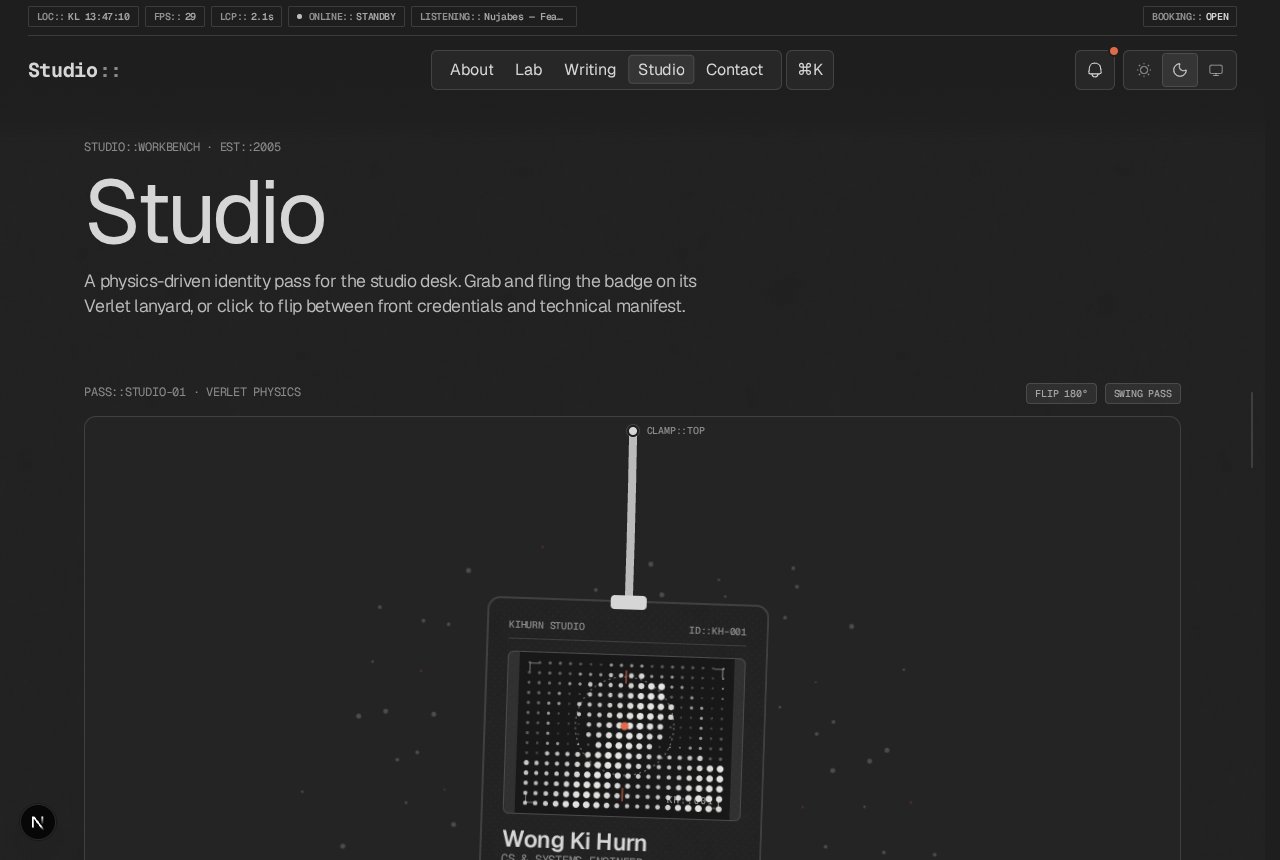 LOC:: KL 13:47:10
FPS:: 29
LCP:: 2.1s
ONLINE:: STANDBY
LISTENING:: Nujabes — Fea…
BOOKING:: OPEN
Studio::
About
Lab
Writing
Studio
Contact
⌘K
STUDIO::WORKBENCH · EST::2005
Studio
A physics-driven identity pass for the studio desk. Grab and fling the badge on its
Verlet lanyard, or click to flip between front credentials and technical manifest.
PASS::STUDIO-01 · VERLET PHYSICS
FLIP 180°
SWING PASS
CLAMP::TOP
KIHURN STUDIO
ID::KH-001
Wong Ki Hurn
CS & SYSTEMS ENGINEER
N